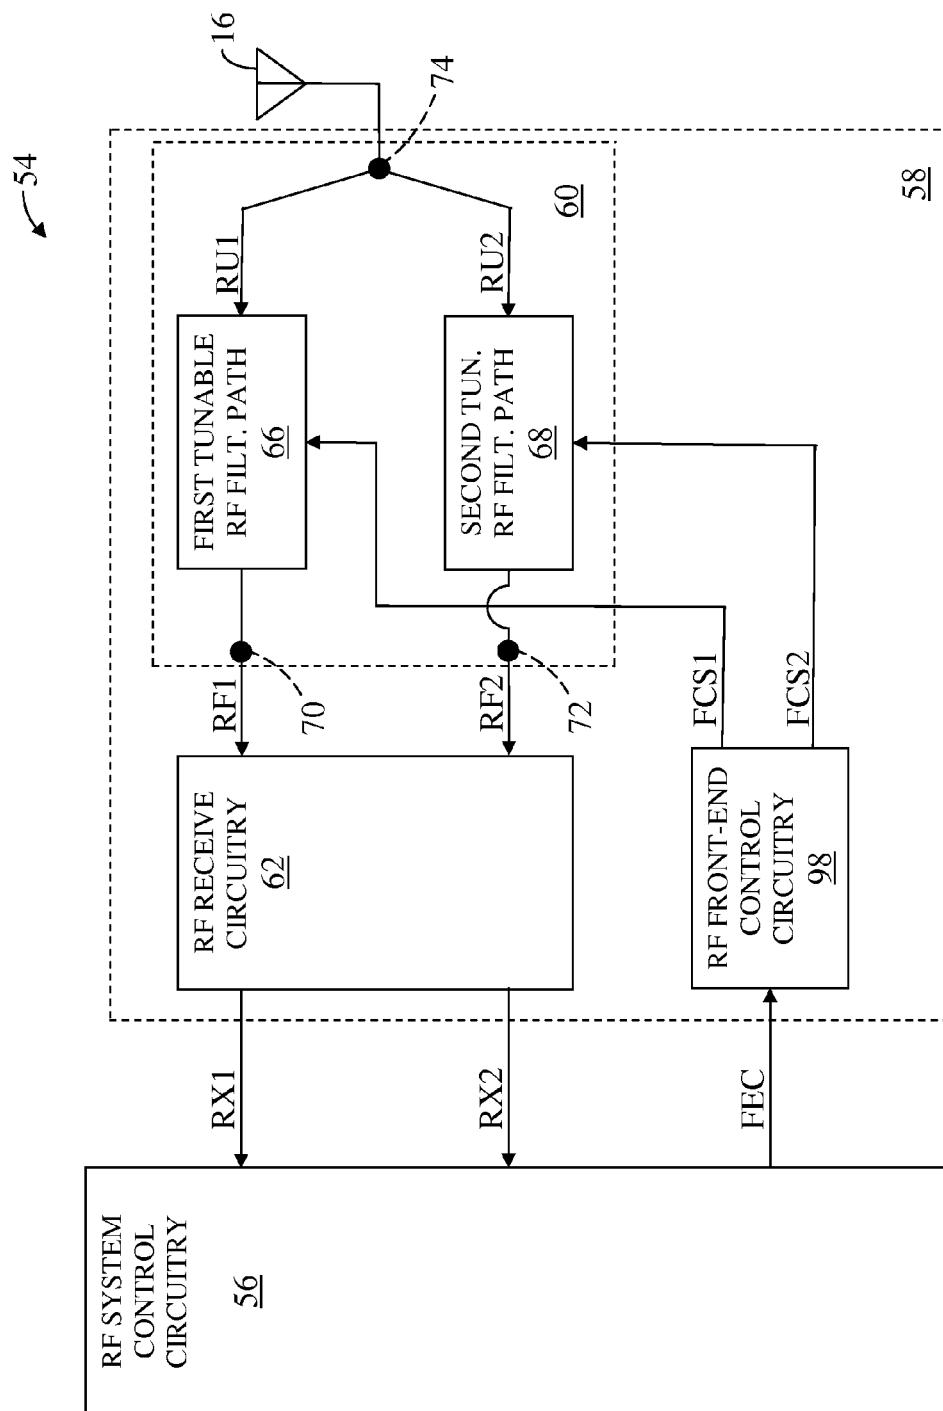 54
RF SYSTEM
CONTROL
CIRCUITRY
56
RX1
RX2
FEC
RF RECEIVE
CIRCUITRY
62
RF FRONT-END
CONTROL
CIRCUITRY
98
RF1
70
RF2
72
FCS1
FCS2
FIRST TUNABLE
RF FILT. PATH
66
SECOND TUN.
RF FILT. PATH
68
RU1
RU2
60
74
16
58